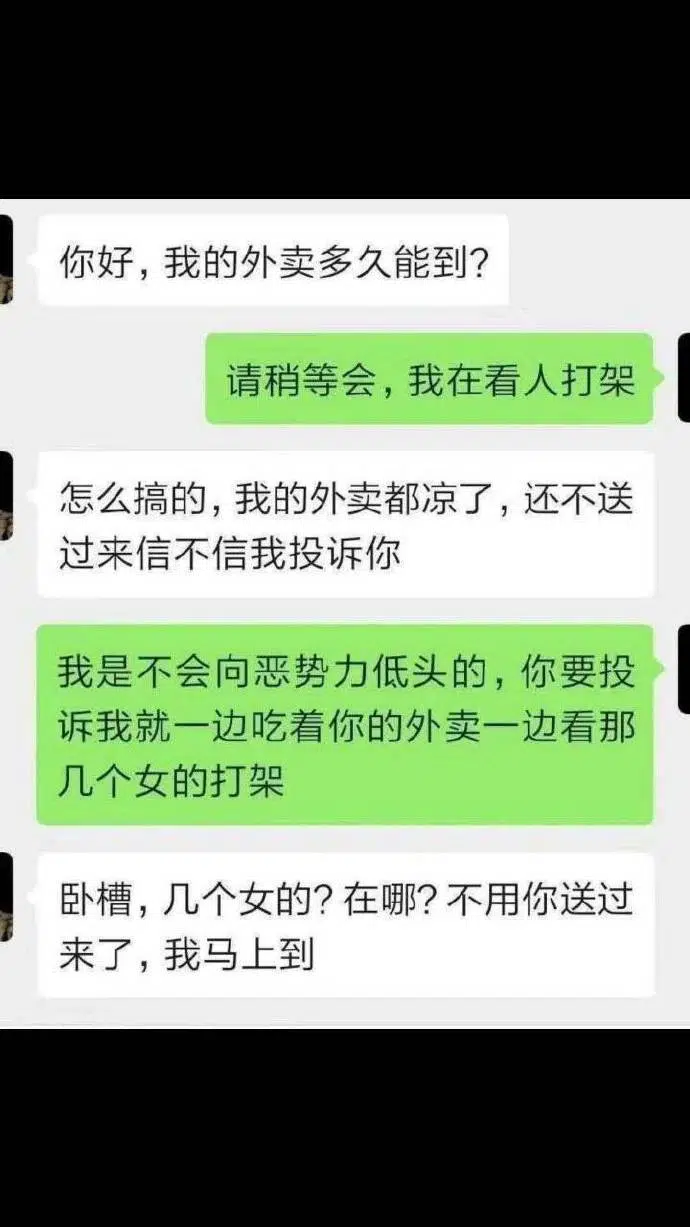 你好，我的外卖多久能到？
请稍等会，我在看人打架
怎么搞的，我的外卖都凉了，还不送
过来信不信我投诉你
我是不会向恶势力低头的，你要投
诉我就一边吃着你的外卖一边看那
几个女的打架
卧槽，几个女的？在哪？不用你送过
来了，我马上到